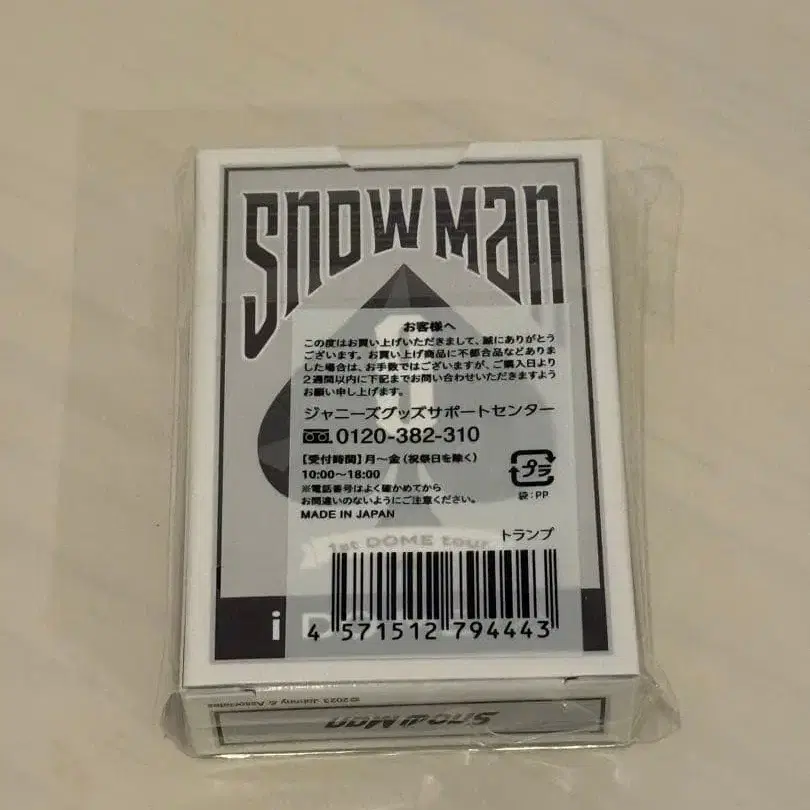 Snow Man
お客様へ
この度はお買い上げいただきまして、誠にありがとう
ございます。お買い上げ商品に不都合品などありま
した場合は、お手数ではございますが、ご購入日より
2週間以内に下記までお問い合わせいただきますよう
お願い申し上げます。
ジャニーズグッズサポートセンター
0120-382-310
【受付時間】月〜金(祝祭日を除く)
10:00〜18:00
※電話番号はよく確かめてから
お間違いのないようにご注意ください。
MADE IN JAPAN
プラ
袋:PP
トランプ
1st DOME tour
i
4 571512 794443
©2023 Johnny & Associates
Snow Man